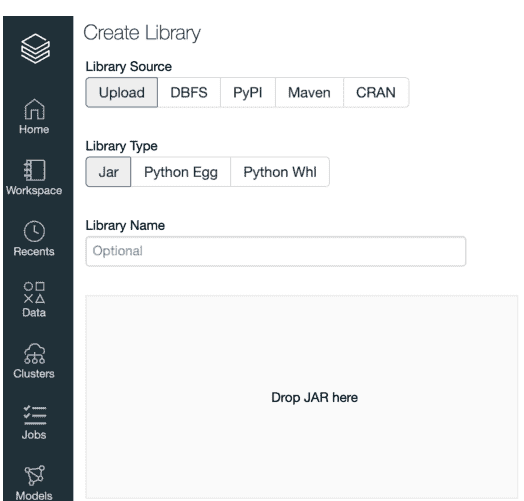 Create Library
Library Source
Upload DBFS PyPI Maven CRAN
Library Type
Jar Python Egg Python Whl
Library Name
Optional
Drop JAR here
Home
Workspace
Recents
Data
Clusters
Jobs
Models